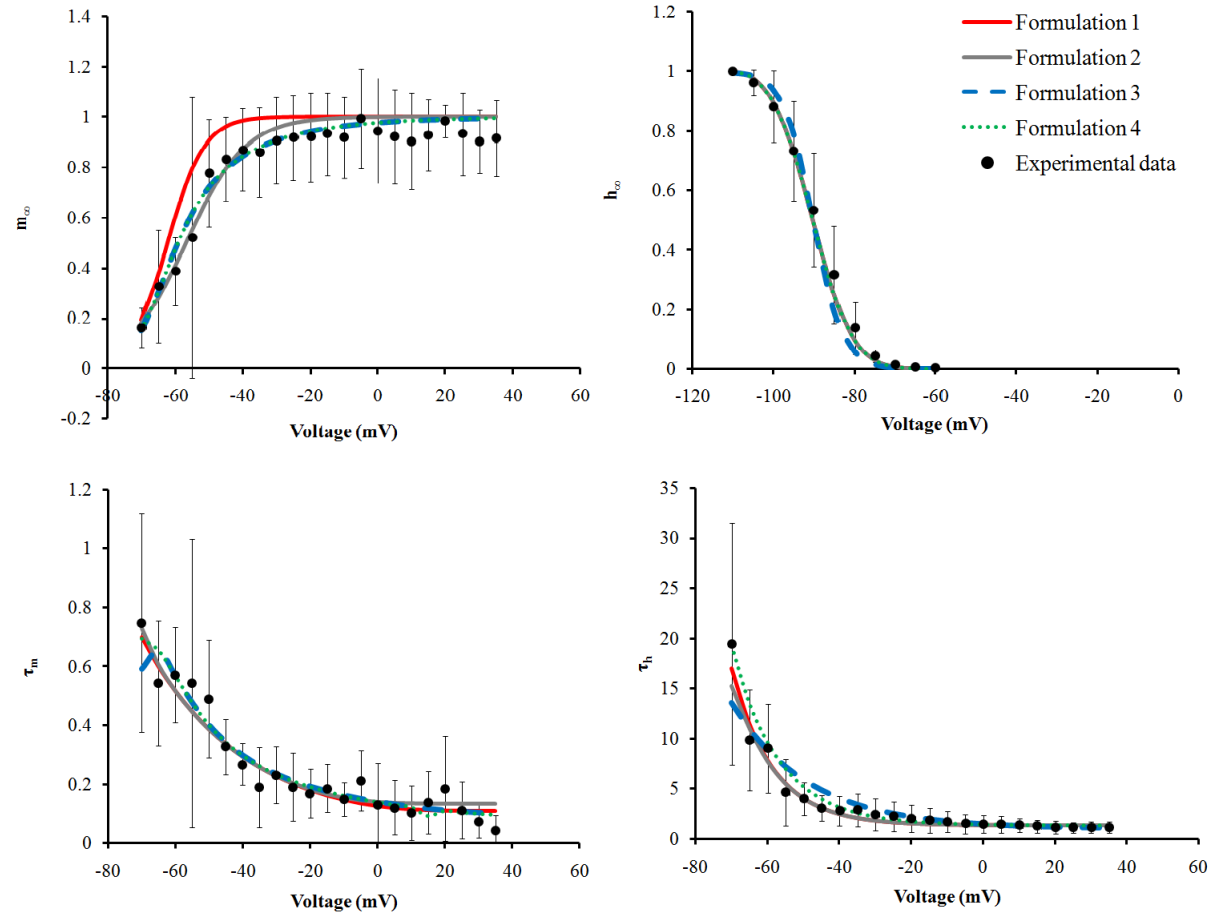 1.4
1.2
1
0.8
0.6
0.4
0.2
0
-0.2
-80 -60 -40 -20 0 20 40 60
m∞
Voltage (mV)
1.2
1
0.8
0.6
0.4
0.2
0
-120 -100 -80 -60 -40 -20 0
h∞
Voltage (mV)
Formulation 1
Formulation 2
Formulation 3
Formulation 4
Experimental data
1.2
1
0.8
0.6
0.4
0.2
0
-80 -60 -40 -20 0 20 40 60
τm
Voltage (mV)
35
30
25
20
15
10
5
0
-80 -60 -40 -20 0 20 40 60
τh
Voltage (mV)